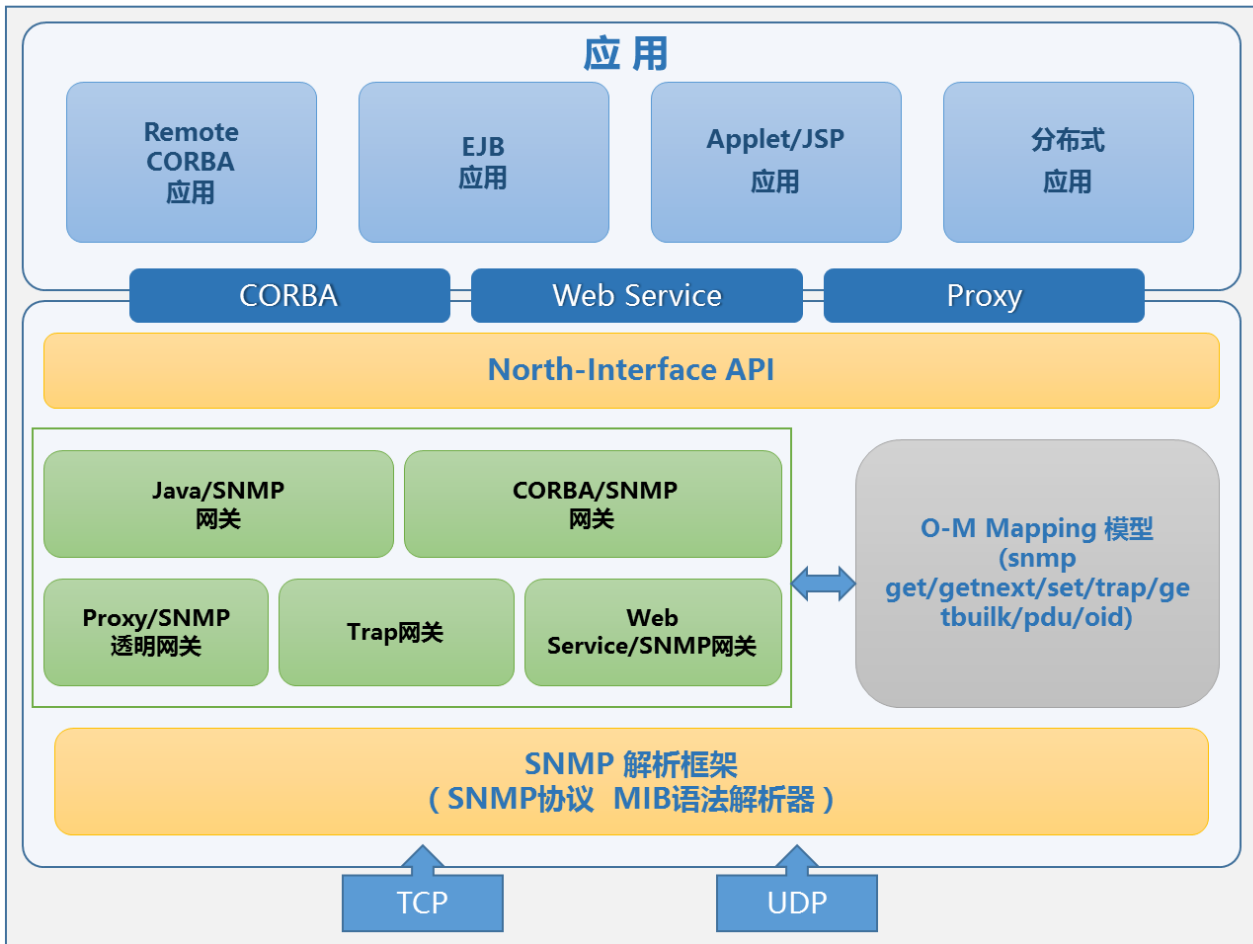 应 用
Remote
CORBA
应用
EJB
应用
Applet/JSP
应用
分布式
应用
CORBA
Web Service
Proxy
North-Interface API
Java/SNMP
网关
CORBA/SNMP
网关
Proxy/SNMP
透明网关
Trap网关
Web
Service/SNMP网关
O-M Mapping 模型
(snmp
get/getnext/set/trap/ge
tbuilk/pdu/oid)
SNMP 解析框架
（SNMP协议 MIB语法解析器）
TCP
UDP